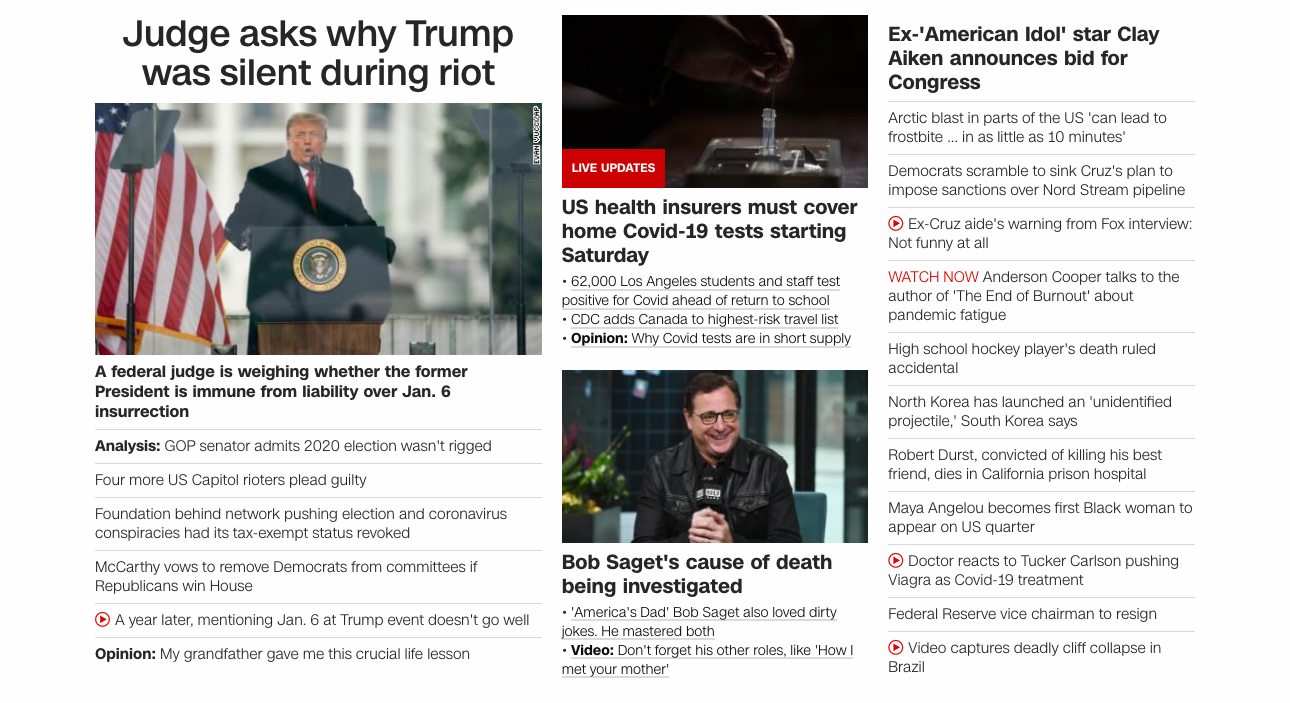 Judge asks why Trump
was silent during riot
EVAN VUCCI/AP
A federal judge is weighing whether the former
President is immune from liability over Jan. 6
insurrection
Analysis: GOP senator admits 2020 election wasn't rigged
Four more US Capitol rioters plead guilty
Foundation behind network pushing election and coronavirus
conspiracies had its tax-exempt status revoked
McCarthy vows to remove Democrats from committees if
Republicans win House
A year later, mentioning Jan. 6 at Trump event doesn't go well
Opinion: My grandfather gave me this crucial life lesson
LIVE UPDATES
US health insurers must cover
home Covid-19 tests starting
Saturday
• 62,000 Los Angeles students and staff test
positive for Covid ahead of return to school
• CDC adds Canada to highest-risk travel list
• Opinion: Why Covid tests are in short supply
Bob Saget's cause of death
being investigated
• 'America's Dad' Bob Saget also loved dirty
jokes. He mastered both
• Video: Don't forget his other roles, like 'How I
met your mother'
Ex-'American Idol' star Clay
Aiken announces bid for
Congress
Arctic blast in parts of the US 'can lead to
frostbite ... in as little as 10 minutes'
Democrats scramble to sink Cruz's plan to
impose sanctions over Nord Stream pipeline
Ex-Cruz aide's warning from Fox interview:
Not funny at all
WATCH NOW Anderson Cooper talks to the
author of 'The End of Burnout' about
pandemic fatigue
High school hockey player's death ruled
accidental
North Korea has launched an 'unidentified
projectile,' South Korea says
Robert Durst, convicted of killing his best
friend, dies in California prison hospital
Maya Angelou becomes first Black woman to
appear on US quarter
Doctor reacts to Tucker Carlson pushing
Viagra as Covid-19 treatment
Federal Reserve vice chairman to resign
Video captures deadly cliff collapse in
Brazil